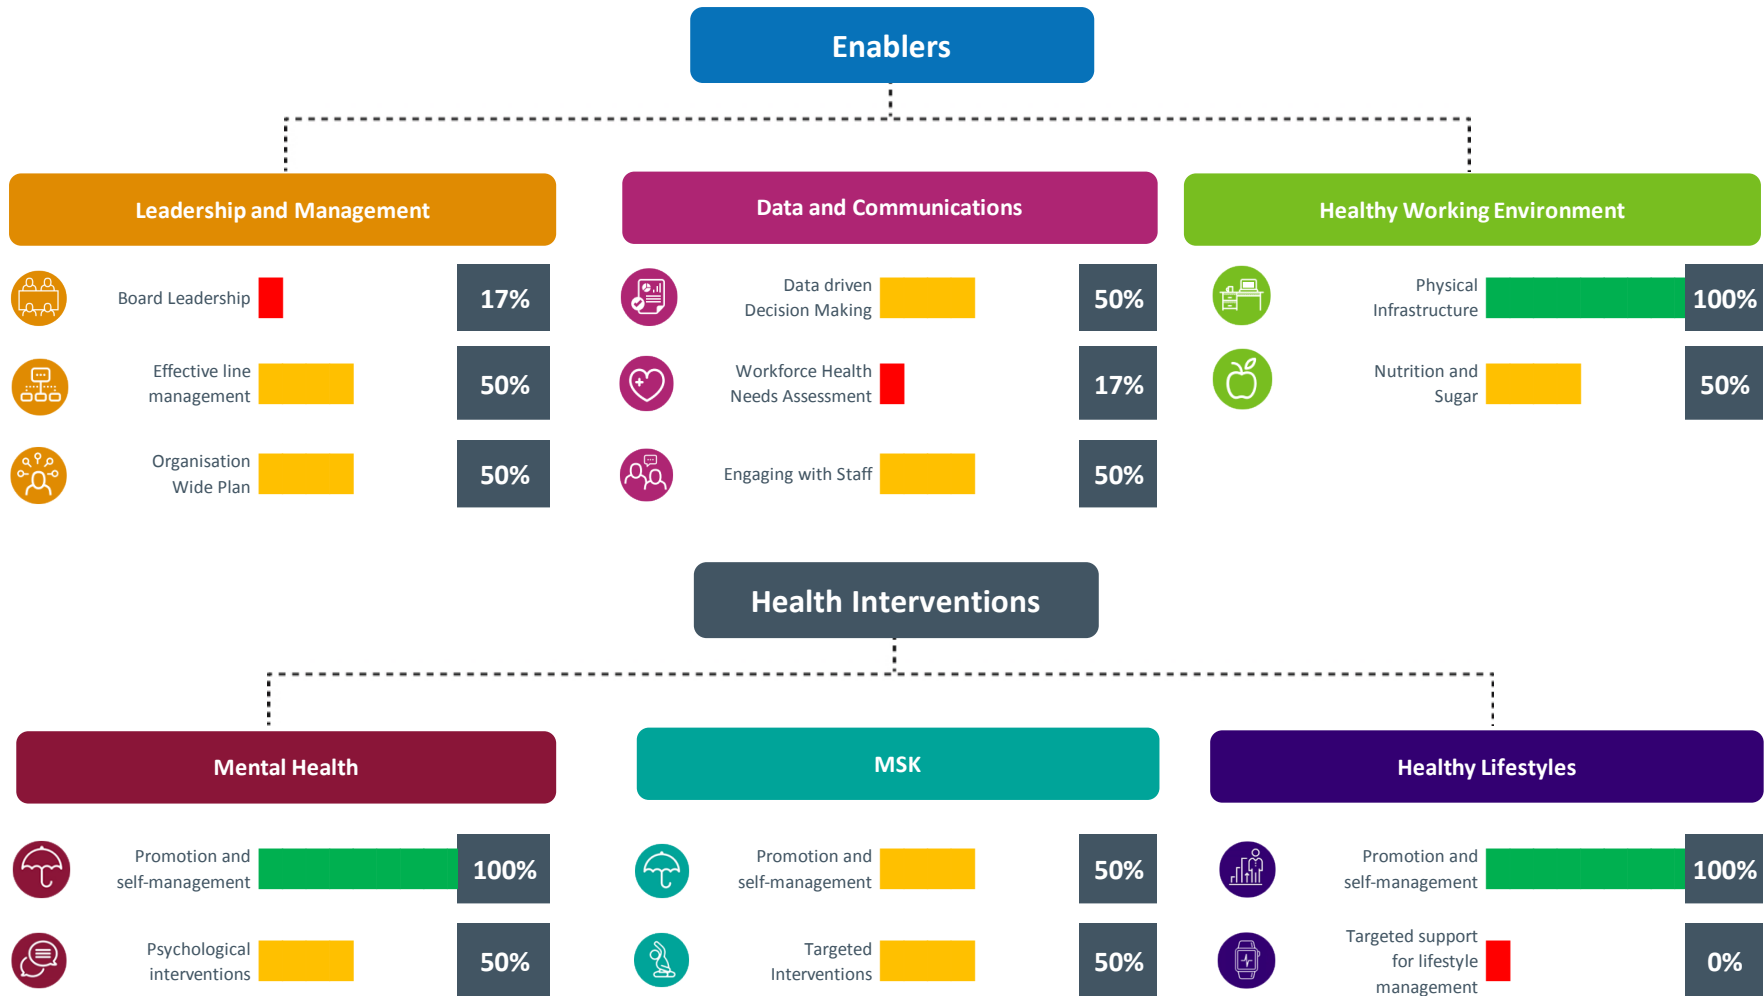 Enablers
Leadership and Management
Data and Communications
Healthy Working Environment
Board Leadership
17%
Effective line
management
50%
Organisation
Wide Plan
50%
Data driven
Decision Making
50%
Workforce Health
Needs Assessment
17%
Engaging with Staff
50%
Physical
Infrastructure
100%
Nutrition and
Sugar
50%
Health Interventions
Mental Health
MSK
Healthy Lifestyles
Promotion and
self-management
100%
Psychological
interventions
50%
Promotion and
self-management
50%
Targeted
Interventions
50%
Promotion and
self-management
100%
Targeted support
for lifestyle
management
0%